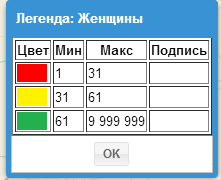 Легенда: Женщины
Цвет Мин Макс Подпись
1 31
31 61
61 9 999 999
OK